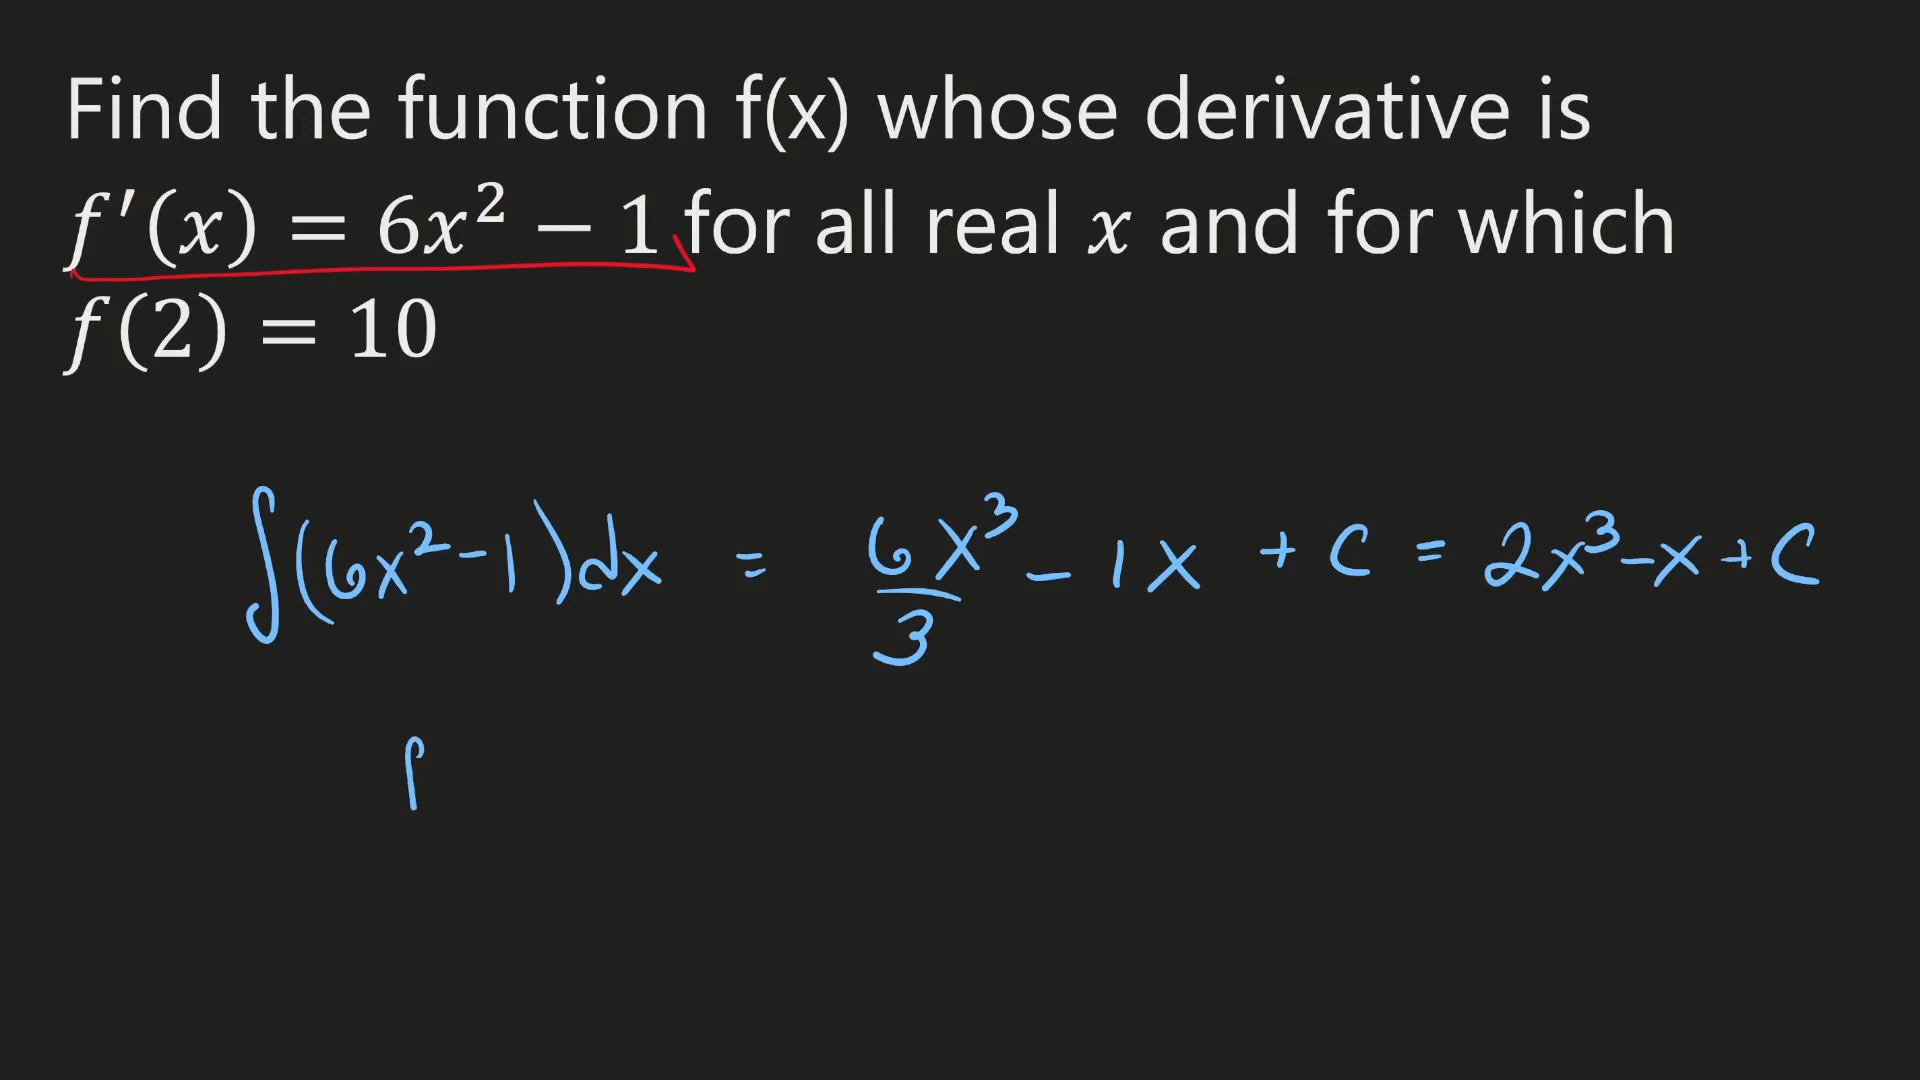 Find the function f(x) whose derivative is
f′(x) = 6x² − 1 for all real x and for which
f(2) = 10
∫(6x²-1)dx = 6x³/3 - 1x + C = 2x³-x+C